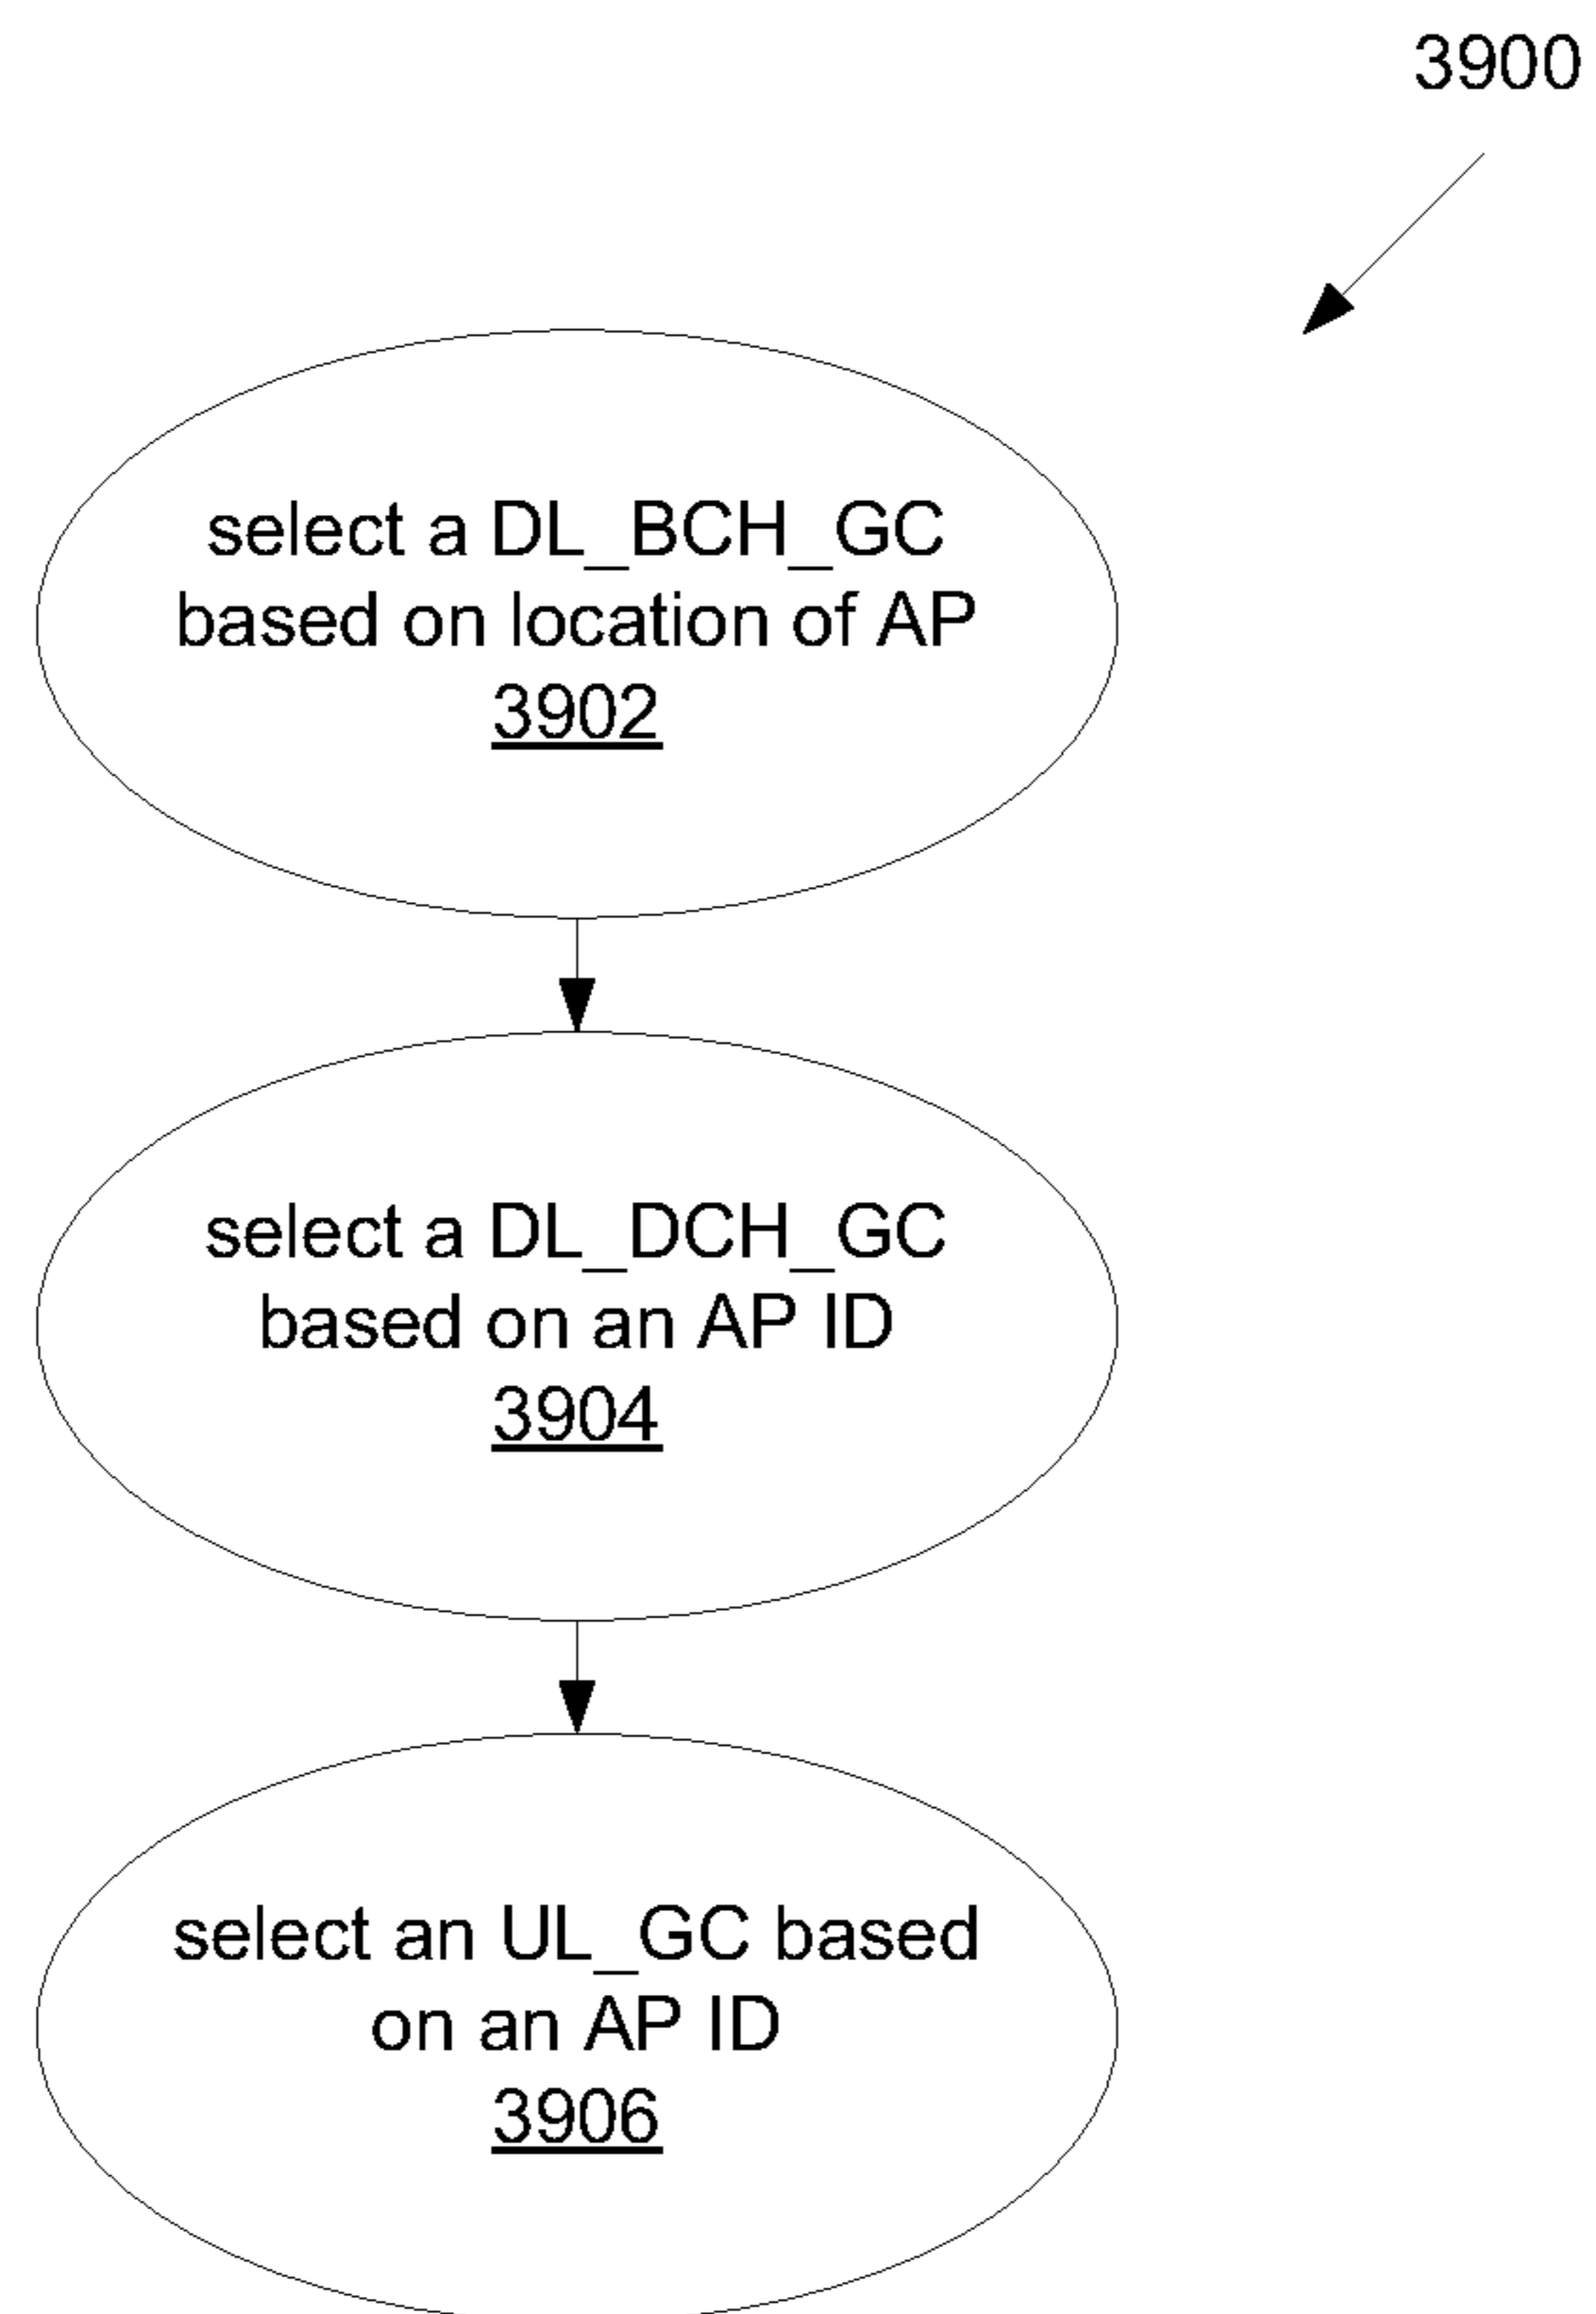 3900
select a DL_BCH_GC
based on location of AP
3902
select a DL_DCH_GC
based on an AP ID
3904
select an UL_GC based
on an AP ID
3906